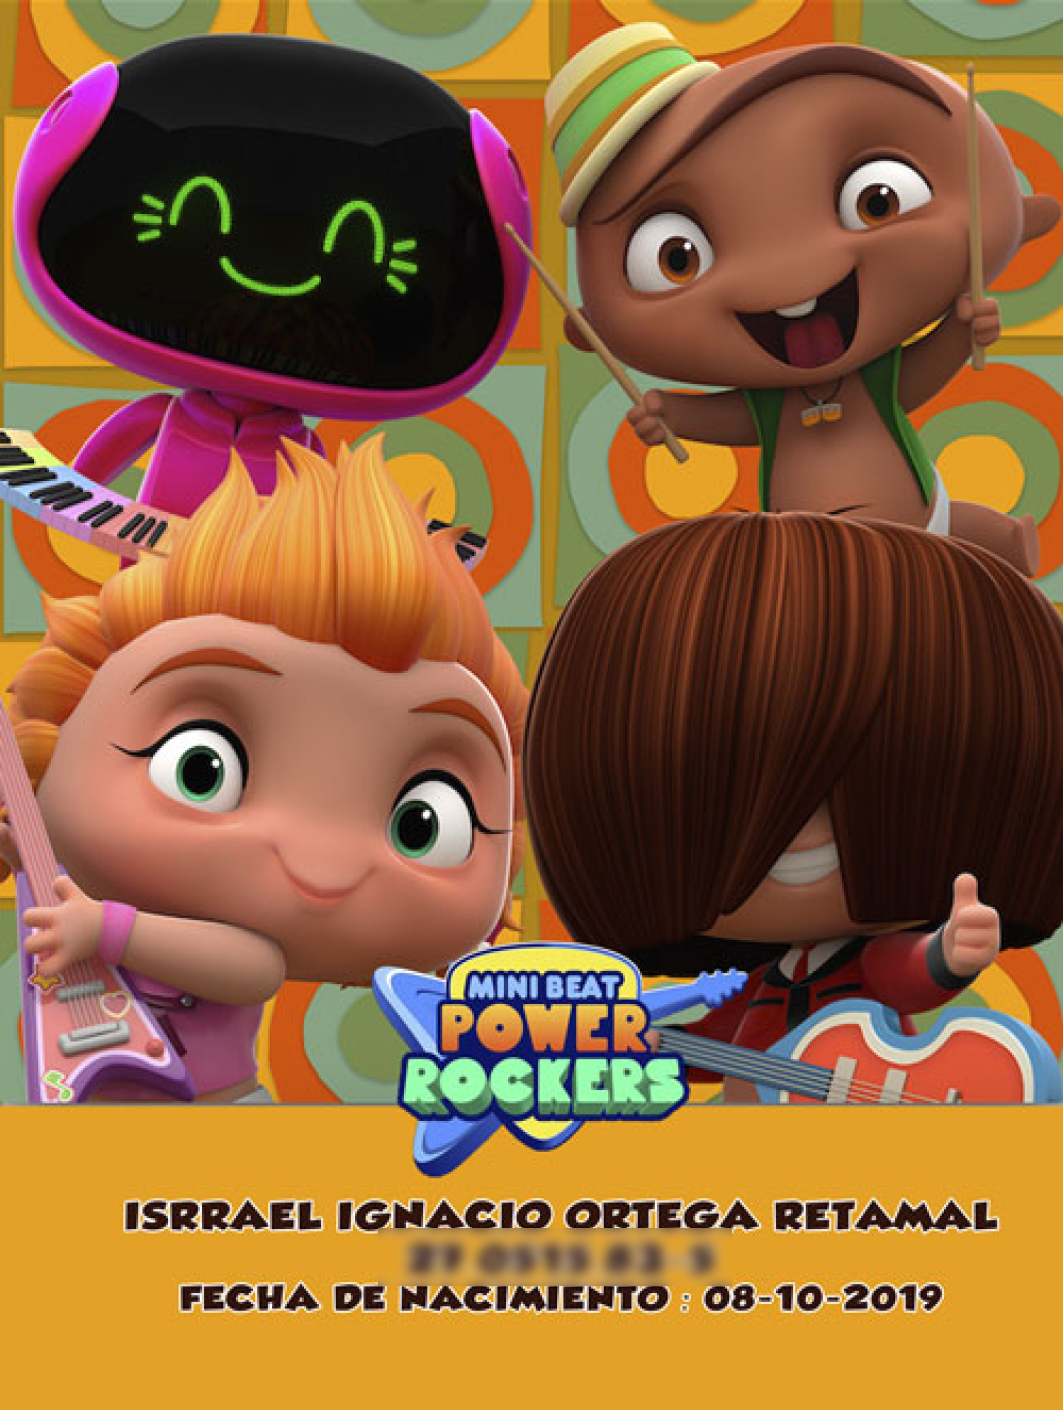 MINI BEAT
POWER
ROCKERS
ISRRAEL IGNACIO ORTEGA RETAMAL
FECHA DE NACIMIENTO : 08-10-2019